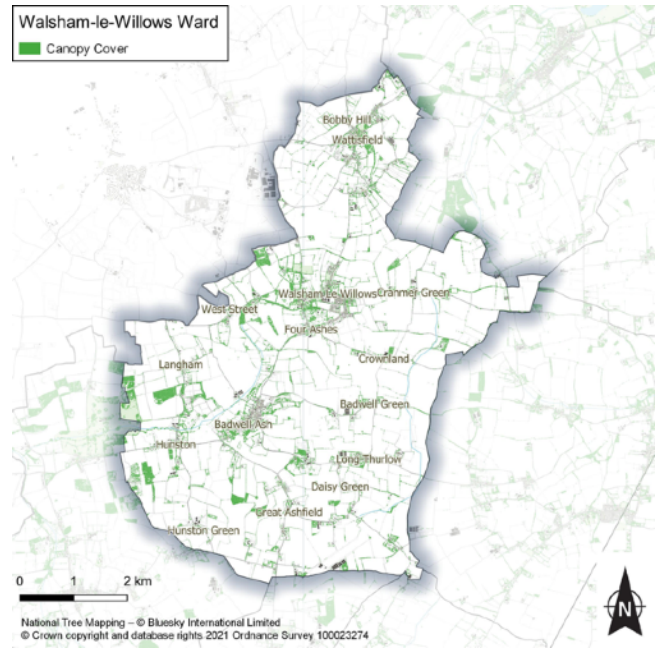 Walsham-le-Willows Ward
Canopy Cover
Bobby Hill
Wattisfield
Walsham-Le-Willows
Cranmer Green
West Street
Four Ashes
Langham
Crownland
Badwell Green
Badwell Ash
Hunston
Long Thurlow
Daisy Green
Great Ashfield
Hunston Green
0 1 2 km
N
National Tree Mapping – © Bluesky International Limited
© Crown copyright and database rights 2021 Ordnance Survey 100023274